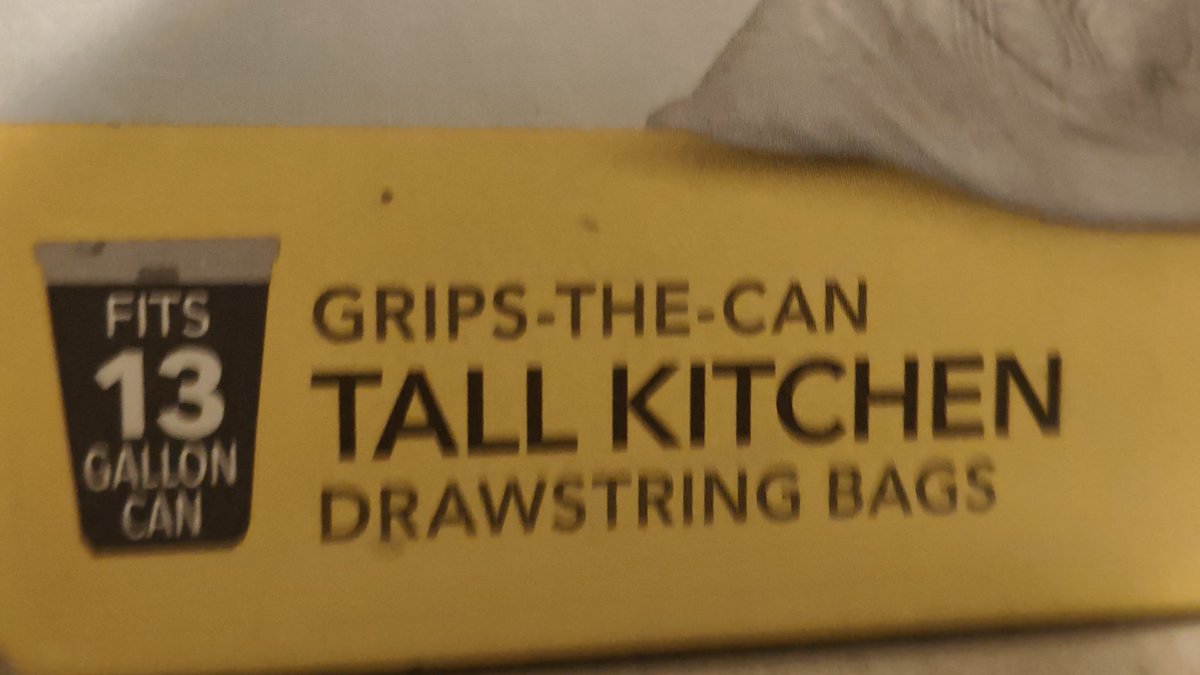 FITS
13
GALLON
CAN
GRIPS-THE-CAN
TALL KITCHEN
DRAWSTRING BAGS